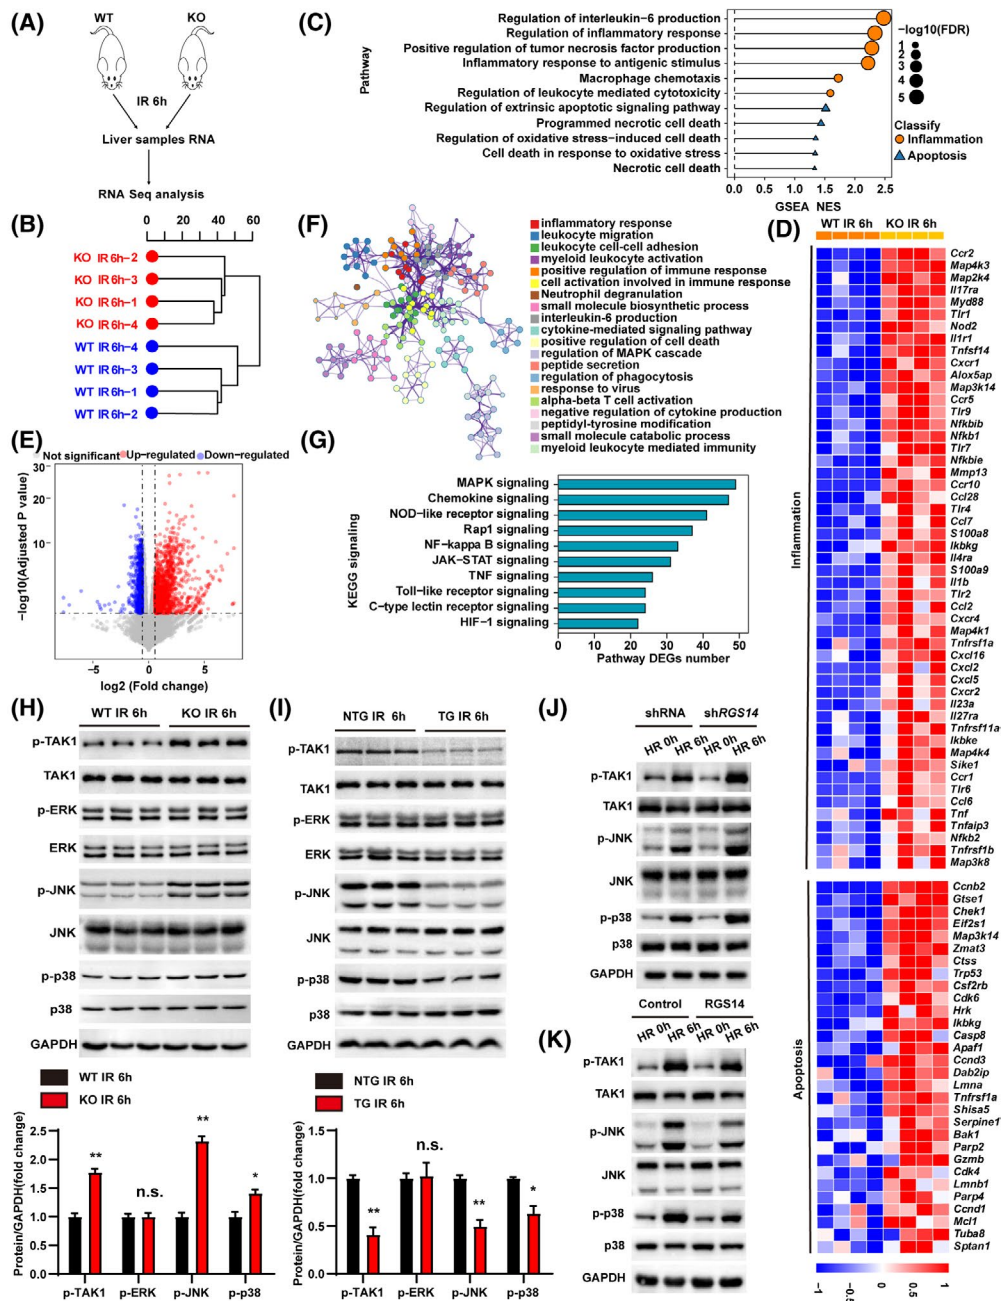 (A)
WT
KO
IR 6h
Liver samples RNA
RNA Seq analysis
(B)
0
20
40
60
KO IR 6h-2
KO IR 6h-3
KO IR 6h-1
KO IR 6h-4
WT IR 6h-4
WT IR 6h-3
WT IR 6h-1
WT IR 6h-2
(C)
Pathway
Regulation of interleukin-6 production
Regulation of inflammatory response
Positive regulation of tumor necrosis factor production
Inflammatory response to antigenic stimulus
Macrophage chemotaxis
Regulation of leukocyte mediated cytotoxicity
Regulation of extrinsic apoptotic signaling pathway
Programmed necrotic cell death
Regulation of oxidative stress-induced cell death
Cell death in response to oxidative stress
Necrotic cell death
0.0 0.5 1.0 1.5 2.0 2.5
GSEA NES
-log10(FDR)
1
2
3
4
5
Classify
Inflammation
Apoptosis
(D)
WT IR 6h KO IR 6h
Inflammation
Ccr2
Map4k3
Map2k4
Il17ra
Myd88
Tlr1
Nod2
Il1r1
Tnfsf14
Cxcr1
Alox5ap
Map3k14
Ccr5
Tlr9
Nfkbib
Nfkb1
Tlr7
Nfkbie
Mmp13
Ccr10
Ccl28
Tlr4
Ccl7
S100a8
Ikbkg
Il4ra
S100a9
Il1b
Tlr2
Ccl2
Cxcr4
Map4k1
Tnfrsf1a
Cxcl16
Cxcl2
Cxcl5
Cxcr2
Il23a
Il27ra
Tnfrsf11a
Ikbke
Map4k4
Sike1
Ccr1
Tlr6
Ccl6
Tnf
Tnfaip3
Nfkb2
Tnfrsf1b
Map3k8
Apoptosis
Ccnb2
Gtse1
Chek1
Eif2s1
Map3k14
Zmat3
Ctss
Trp53
Csf2rb
Cdk6
Hrk
Ikbkg
Casp8
Apaf1
Ccnd3
Dab2ip
Lmna
Tnfrsf1a
Shisa5
Serpine1
Bak1
Parp2
Gzmb
Cdk4
Lmnb1
Parp4
Ccnd1
Mcl1
Tuba8
Sptan1
-1
-0.5
0
0.5
1
(E)
Not significant Up-regulated Down-regulated
30
20
10
-log10(Adjusted P value)
-5 0 5
log2 (Fold change)
(F)
inflammatory response
leukocyte migration
leukocyte cell-cell adhesion
myeloid leukocyte activation
positive regulation of immune response
cell activation involved in immune response
Neutrophil degranulation
small molecule biosynthetic process
interleukin-6 production
cytokine-mediated signaling pathway
positive regulation of cell death
regulation of MAPK cascade
peptide secretion
regulation of phagocytosis
response to virus
alpha-beta T cell activation
negative regulation of cytokine production
peptidyl-tyrosine modification
small molecule catabolic process
myeloid leukocyte mediated immunity
(G)
KEGG signaling
MAPK signaling
Chemokine signaling
NOD-like receptor signaling
Rap1 signaling
NF-kappa B signaling
JAK-STAT signaling
TNF signaling
Toll-like receptor signaling
C-type lectin receptor signaling
HIF-1 signaling
0 10 20 30 40 50
Pathway DEGs number
(H)
WT IR 6h KO IR 6h
p-TAK1
TAK1
p-ERK
ERK
p-JNK
JNK
p-p38
p38
GAPDH
WT IR 6h
KO IR 6h
Protein/GAPDH(fold change)
2.5
2.0
1.5
1.0
0.5
0.0
**
n.s.
**
*
p-TAK1 p-ERK p-JNK p-p38
(I)
NTG IR 6h TG IR 6h
p-TAK1
TAK1
p-ERK
ERK
p-JNK
JNK
p-p38
p38
GAPDH
NTG IR 6h
TG IR 6h
Protein/GAPDH(fold change)
1.5
1.0
0.5
0.0
**
n.s.
**
*
p-TAK1 p-ERK p-JNK p-p38
(J)
shRNA shRGS14
HR 0h HR 6h HR 0h HR 6h
p-TAK1
TAK1
p-JNK
JNK
p-p38
p38
GAPDH
(K)
Control RGS14
HR 0h HR 6h HR 0h HR 6h
p-TAK1
TAK1
p-JNK
JNK
p-p38
p38
GAPDH